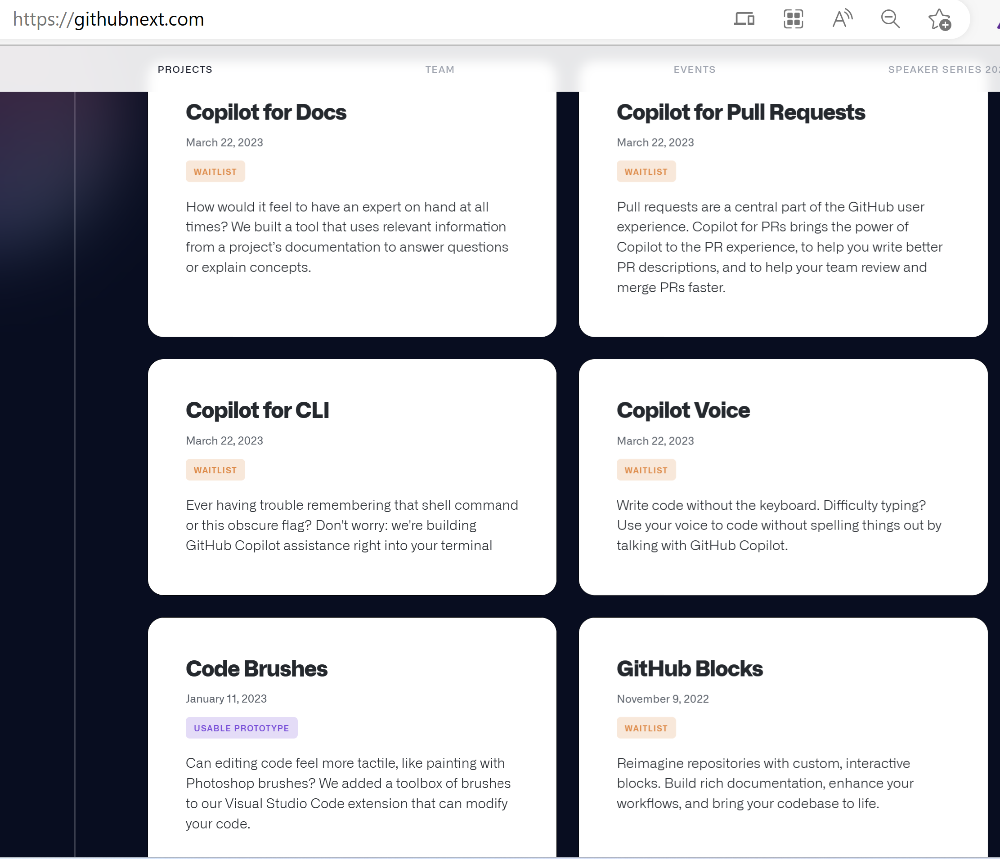 https://githubnext.com
PROJECTS TEAM EVENTS SPEAKER SERIES
Copilot for Docs
March 22, 2023
WAITLIST
How would it feel to have an expert on hand at all
times? We built a tool that uses relevant information
from a project’s documentation to answer questions
or explain concepts.
Copilot for Pull Requests
March 22, 2023
WAITLIST
Pull requests are a central part of the GitHub user
experience. Copilot for PRs brings the power of
Copilot to the PR experience, to help you write better
PR descriptions, and to help your team review and
merge PRs faster.
Copilot for CLI
March 22, 2023
WAITLIST
Ever having trouble remembering that shell command
or this obscure flag? Don't worry: we're building
GitHub Copilot assistance right into your terminal
Copilot Voice
March 22, 2023
WAITLIST
Write code without the keyboard. Difficulty typing?
Use your voice to code without spelling things out by
talking with GitHub Copilot.
Code Brushes
January 11, 2023
USABLE PROTOTYPE
Can editing code feel more tactile, like painting with
Photoshop brushes? We added a toolbox of brushes
to our Visual Studio Code extension that can modify
your code.
GitHub Blocks
November 9, 2022
WAITLIST
Reimagine repositories with custom, interactive
blocks. Build rich documentation, enhance your
workflows, and bring your codebase to life.